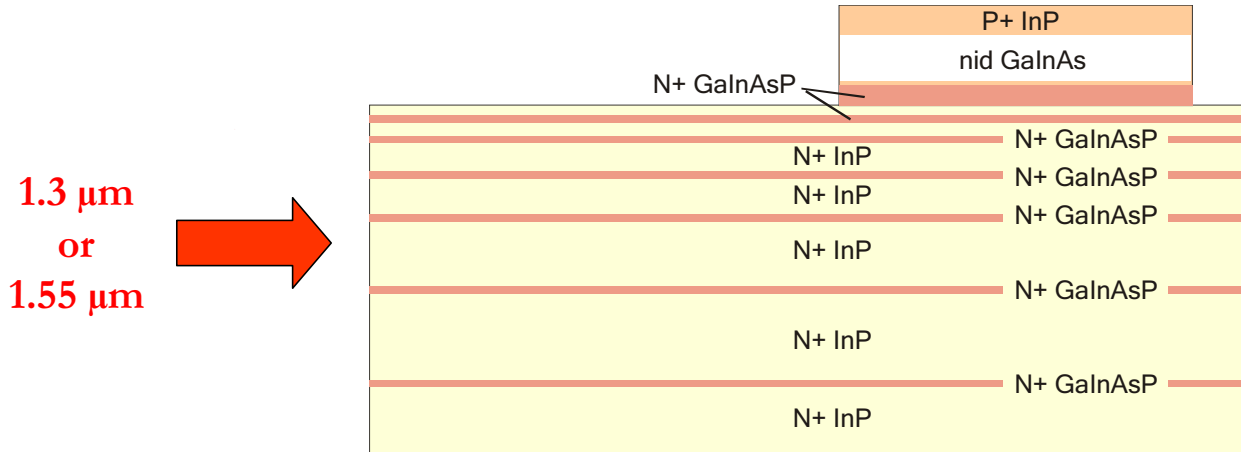 P+ InP
nid GaInAs
N+ GaInAsP
N+ GaInAsP
N+ InP
N+ GaInAsP
N+ InP
N+ GaInAsP
N+ InP
N+ GaInAsP
N+ InP
N+ GaInAsP
N+ InP
1.3 µm
or
1.55 µm